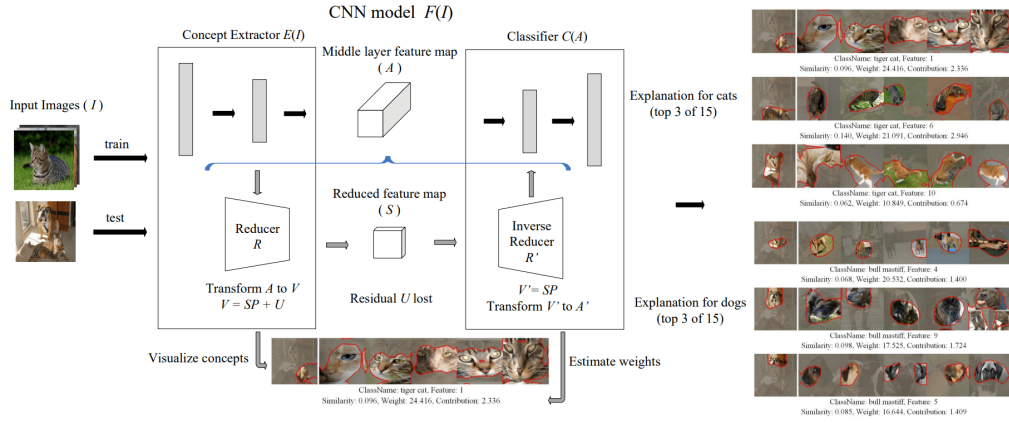 CNN model F(I)
Concept Extractor E(I)
Middle layer feature map
( A )
Classifier C(A)
Input Images ( I )
train
test
Reducer
R
Transform A to V
V = SP + U
Reduced feature map
( S )
Residual U lost
Inverse
Reducer
R’
V’= SP
Transform V’ to A’
Visualize concepts
Estimate weights
ClassName: tiger cat, Feature: 1
Similarity: 0.096, Weight: 24.416, Contribution: 2.336
Explanation for cats
(top 3 of 15)
Explanation for dogs
(top 3 of 15)
ClassName: tiger cat, Feature: 1
Similarity: 0.096, Weight: 24.416, Contribution: 2.336
ClassName: tiger cat, Feature: 6
Similarity: 0.140, Weight: 21.091, Contribution: 2.946
ClassName: tiger cat, Feature: 10
Similarity: 0.062, Weight: 10.849, Contribution: 0.674
ClassName: bull mastiff, Feature: 4
Similarity: 0.068, Weight: 20.532, Contribution: 1.400
ClassName: bull mastiff, Feature: 9
Similarity: 0.098, Weight: 17.525, Contribution: 1.724
ClassName: bull mastiff, Feature: 5
Similarity: 0.085, Weight: 16.644, Contribution: 1.409